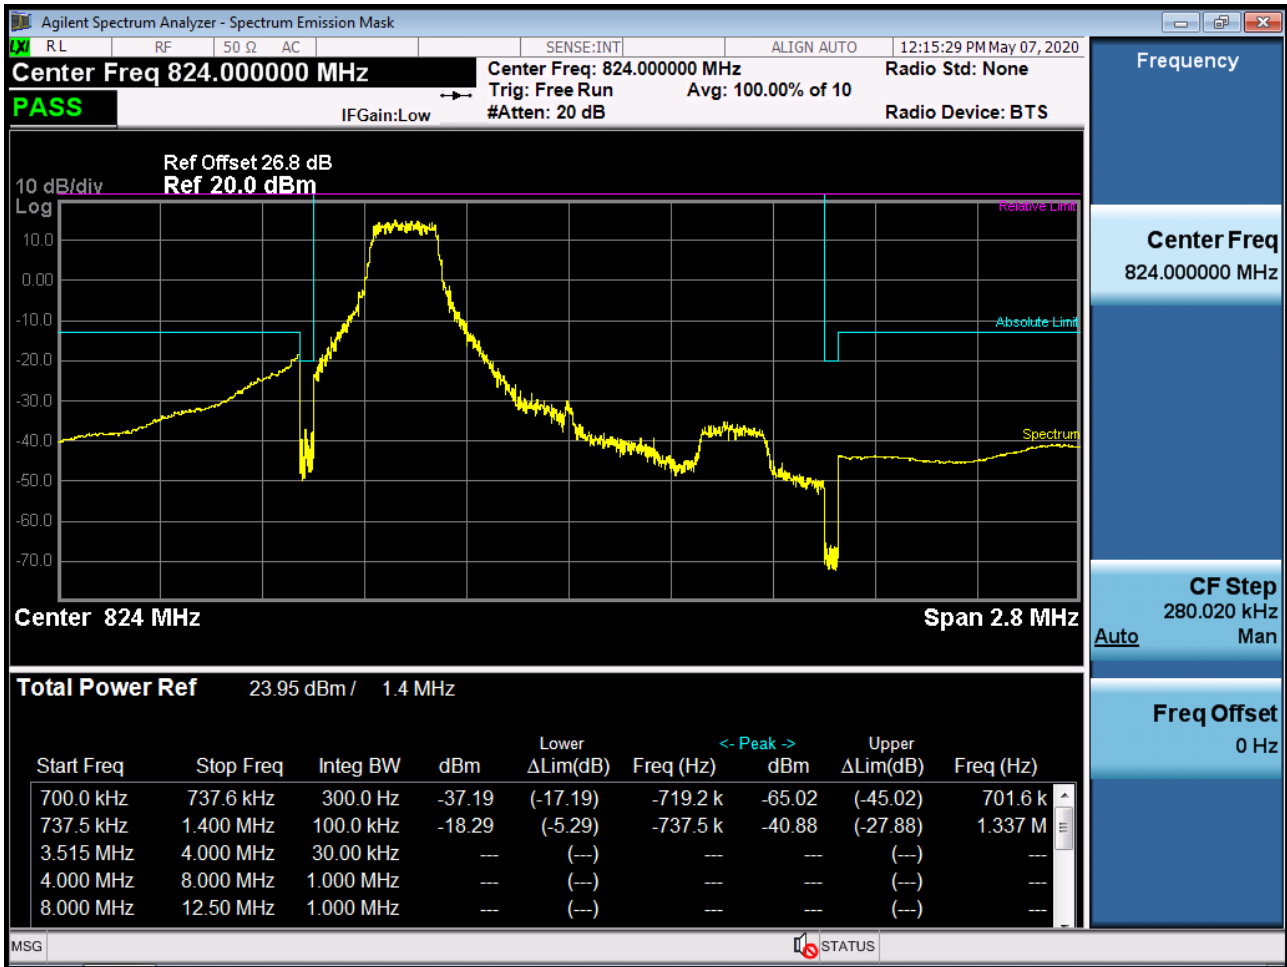 Agilent Spectrum Analyzer - Spectrum Emission Mask
LXI RL RF 50 Ω AC SENSE:INT ALIGN AUTO 12:15:29 PM May 07, 2020
Center Freq 824.000000 MHz
Center Freq: 824.000000 MHz Radio Std: None
Trig: Free Run Avg: 100.00% of 10
PASS IFGain:Low #Atten: 20 dB Radio Device: BTS
Ref Offset 26.8 dB
10 dB/div Ref 20.0 dBm
Log
Relative Limit
10.0
0.00
-10.0
Absolute Limit
-20.0
-30.0
-40.0
Spectrum
-50.0
-60.0
-70.0
Center 824 MHz Span 2.8 MHz
Total Power Ref 23.95 dBm / 1.4 MHz
Lower <- Peak -> Upper
Start Freq Stop Freq Integ BW dBm ΔLim(dB) Freq (Hz) dBm ΔLim(dB) Freq (Hz)
700.0 kHz 737.6 kHz 300.0 Hz -37.19 (-17.19) -719.2 k -65.02 (-45.02) 701.6 k
737.5 kHz 1.400 MHz 100.0 kHz -18.29 (-5.29) -737.5 k -40.88 (-27.88) 1.337 M
3.515 MHz 4.000 MHz 30.00 kHz --- (---) --- --- (---) ---
4.000 MHz 8.000 MHz 1.000 MHz --- (---) --- --- (---) ---
8.000 MHz 12.50 MHz 1.000 MHz --- (---) --- --- (---) ---
MSG STATUS
Frequency
Center Freq
824.000000 MHz
CF Step
280.020 kHz
Auto Man
Freq Offset
0 Hz